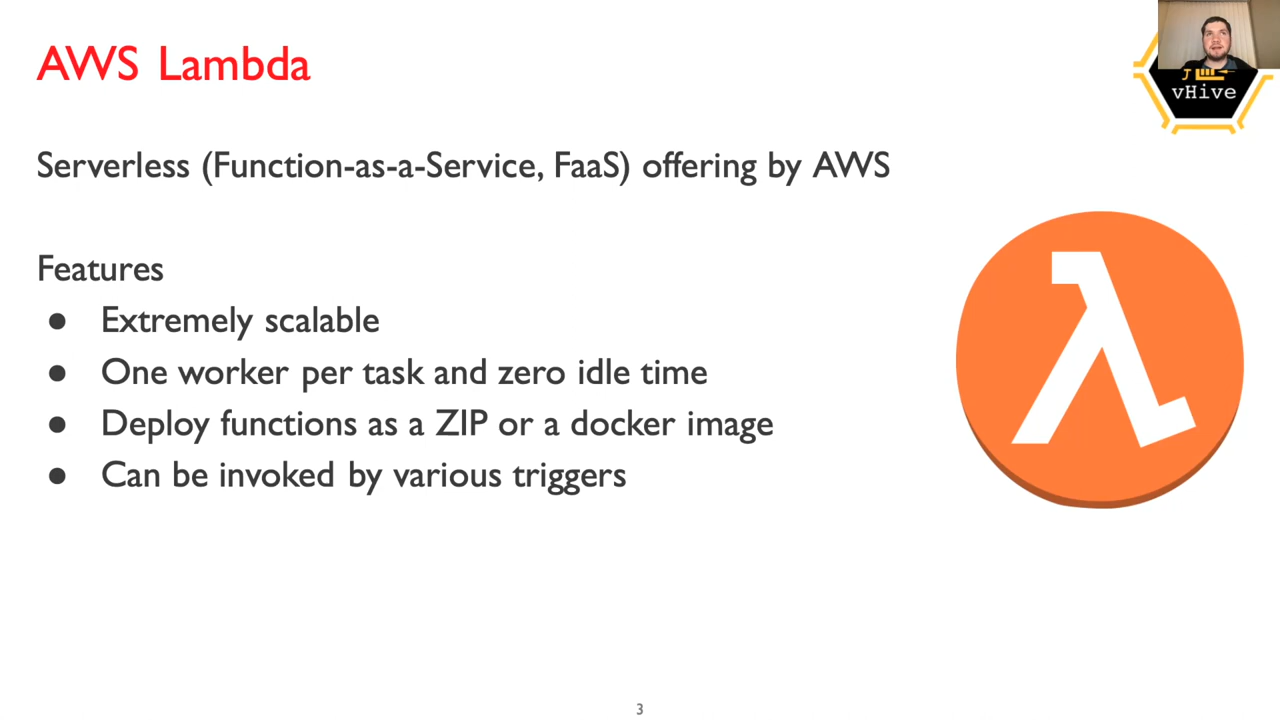 AWS Lambda
vHive
Serverless (Function-as-a-Service, FaaS) offering by AWS
Features
● Extremely scalable
● One worker per task and zero idle time
● Deploy functions as a ZIP or a docker image
● Can be invoked by various triggers
λ
3